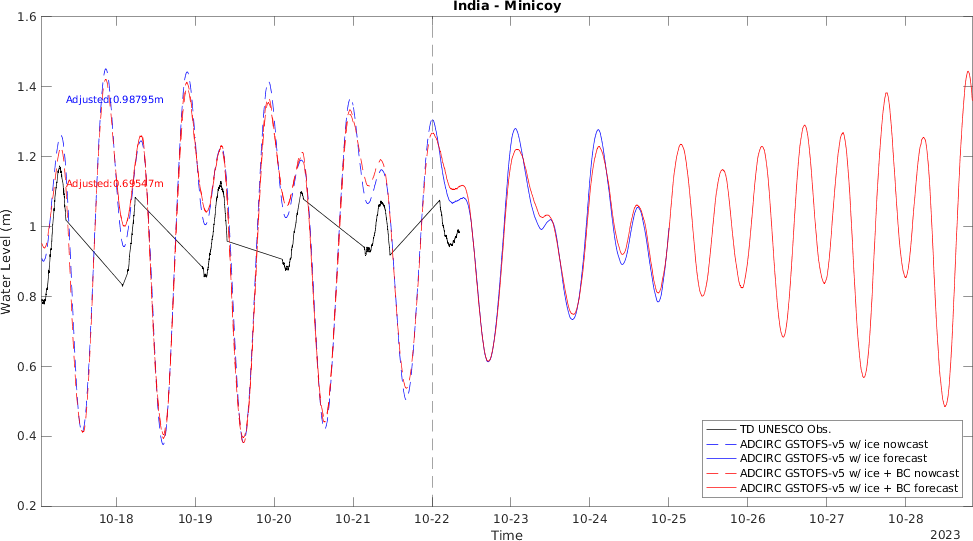 India - Minicoy
1.6
1.4
1.2
1
0.8
0.6
0.4
0.2
Water Level (m)
Adjusted:0.98795m
Adjusted:0.69547m
TD UNESCO Obs.
ADCIRC GSTOFS-v5 w/ ice nowcast
ADCIRC GSTOFS-v5 w/ ice forecast
ADCIRC GSTOFS-v5 w/ ice + BC nowcast
ADCIRC GSTOFS-v5 w/ ice + BC forecast
10-18 10-19 10-20 10-21 10-22 10-23 10-24 10-25 10-26 10-27 10-28
Time
2023